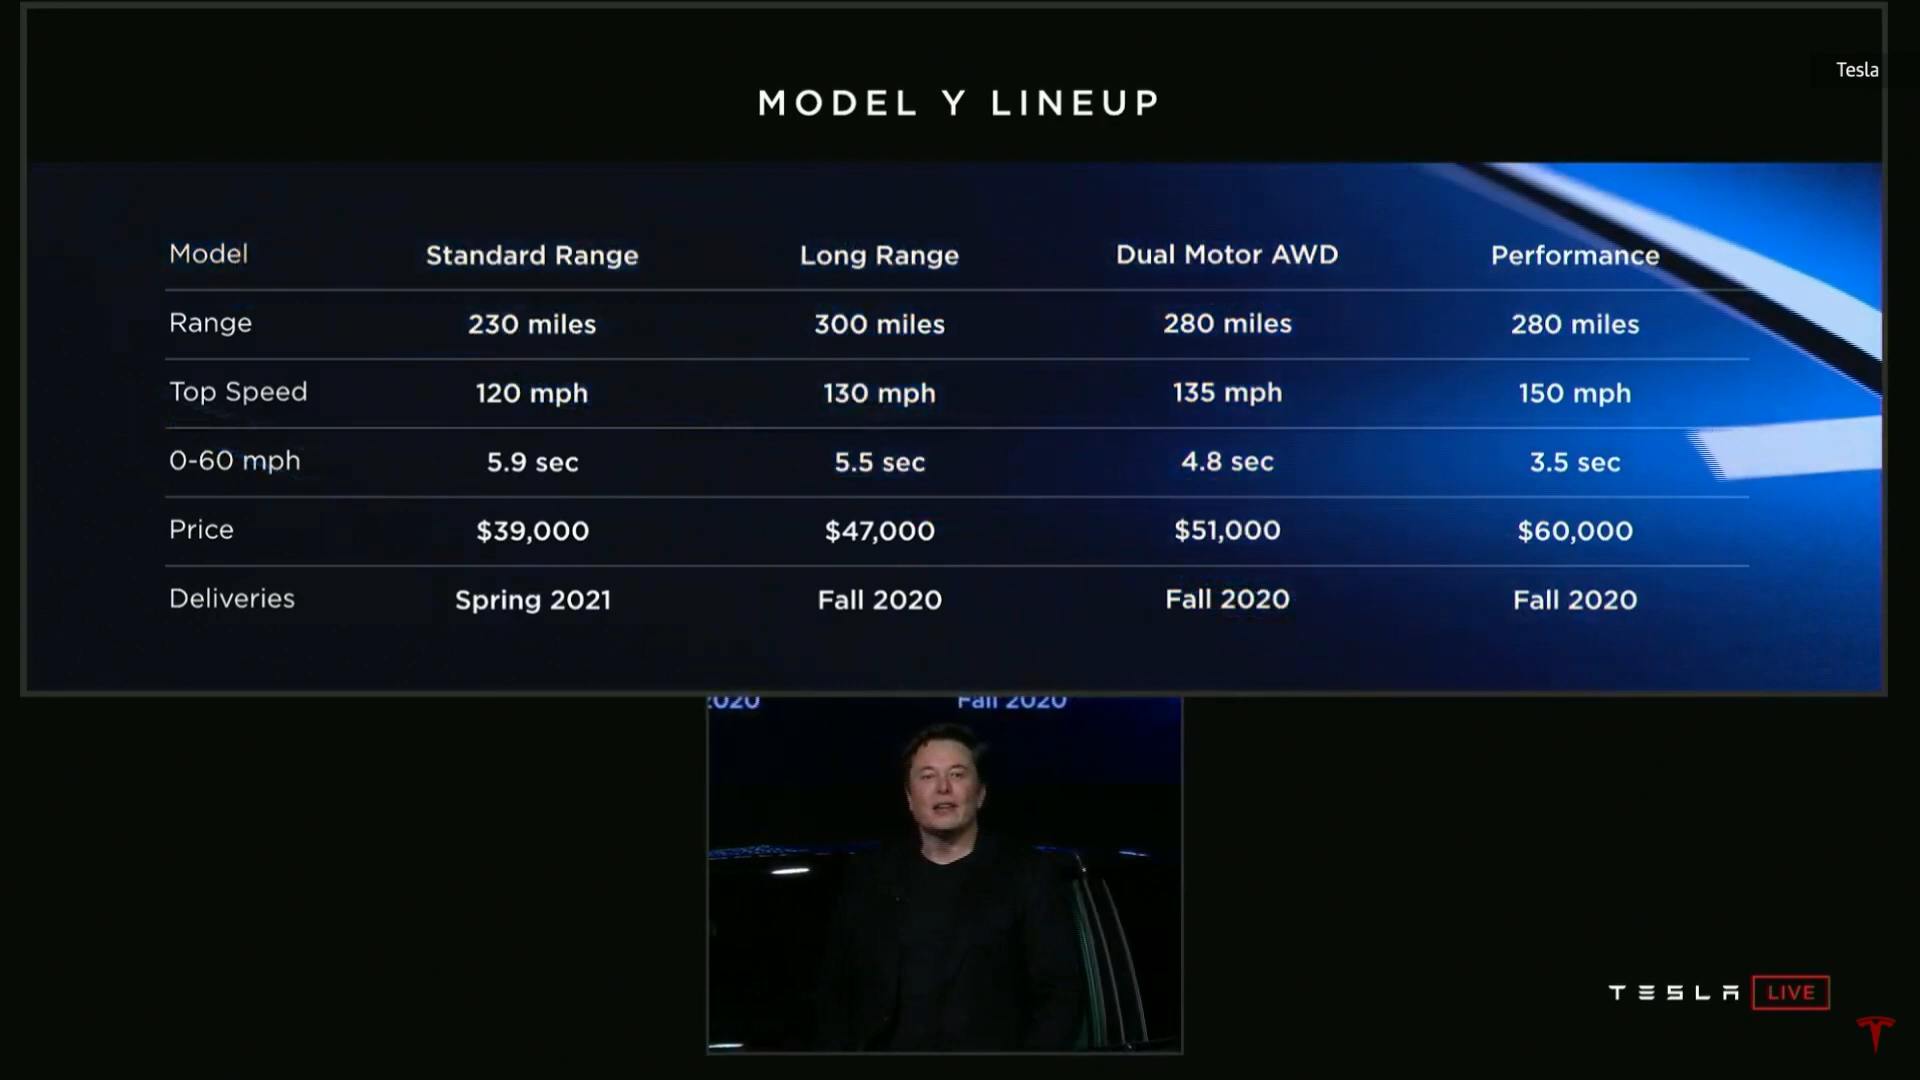 Tesla
MODEL Y LINEUP
Model Standard Range Long Range Dual Motor AWD Performance
Range 230 miles 300 miles 280 miles 280 miles
Top Speed 120 mph 130 mph 135 mph 150 mph
0-60 mph 5.9 sec 5.5 sec 4.8 sec 3.5 sec
Price $39,000 $47,000 $51,000 $60,000
Deliveries Spring 2021 Fall 2020 Fall 2020 Fall 2020
2020 Fall 2020
TESLA LIVE